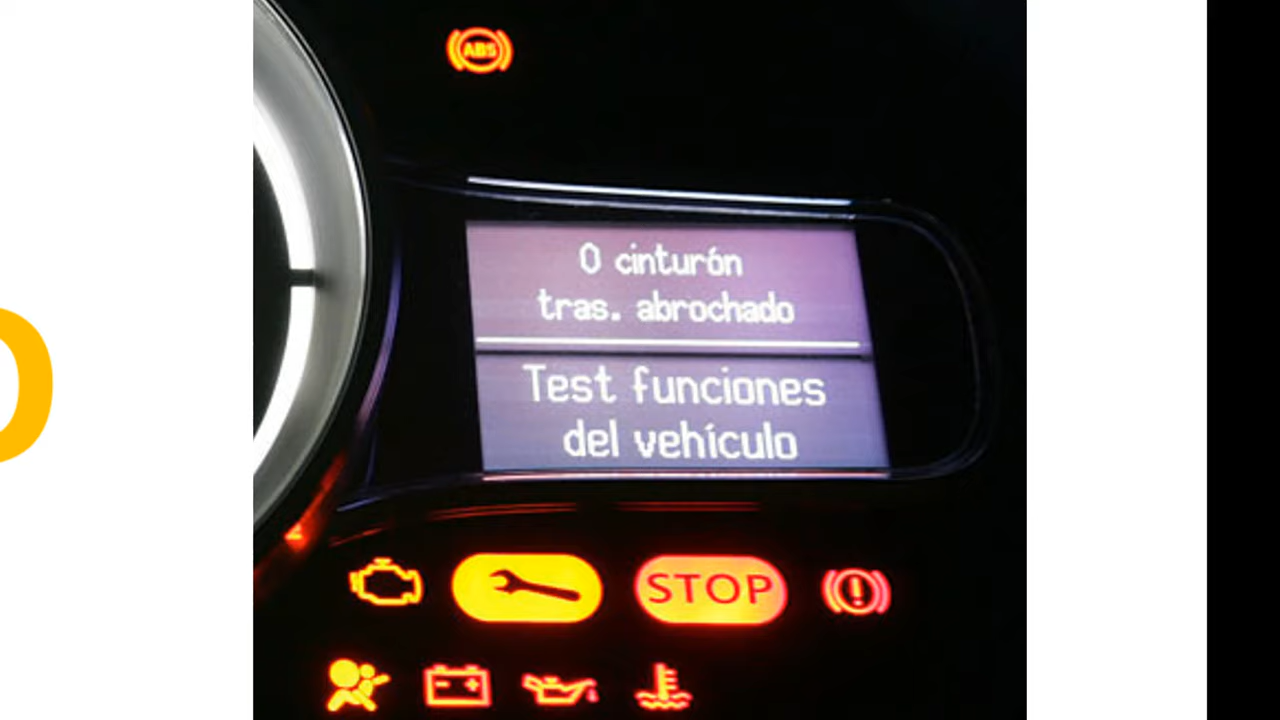 ABS
0 cinturón
tras. abrochado
Test funciones
del vehículo
STOP